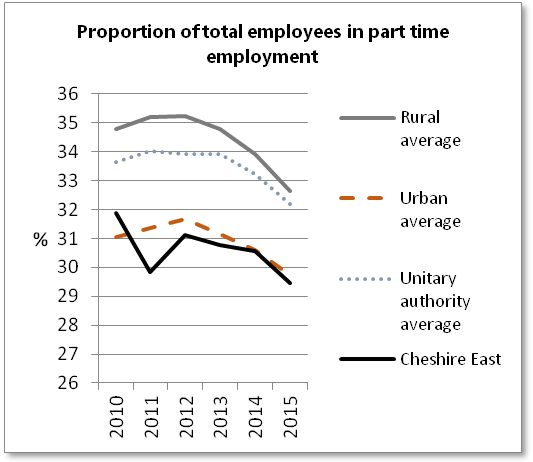 Proportion of total employees in part time
employment
36
35
34
33
32
31
30
29
28
27
26
%
2010
2011
2012
2013
2014
2015
Rural
average
Urban
average
Unitary
authority
average
Cheshire East